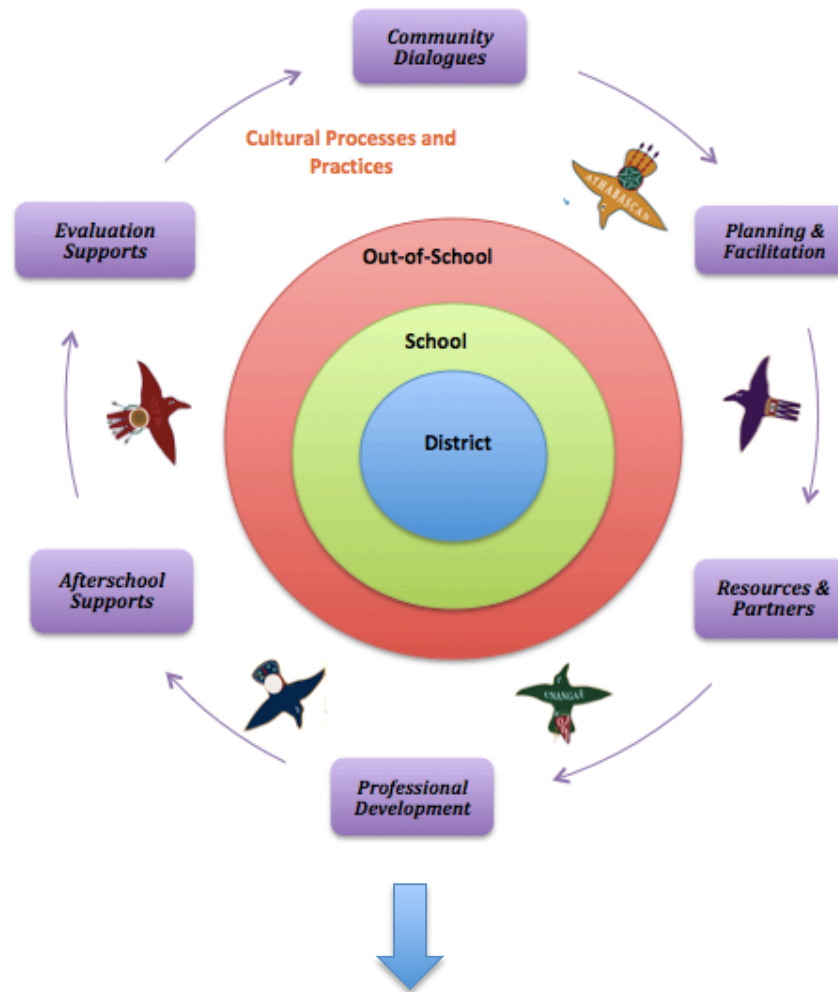 Community
Dialogues
Cultural Processes and
Practices
ATHABASCAN
Evaluation
Supports
Planning &
Facilitation
Out-of-School
School
District
Afterschool
Supports
Resources &
Partners
UNANGAX̂
Professional
Development